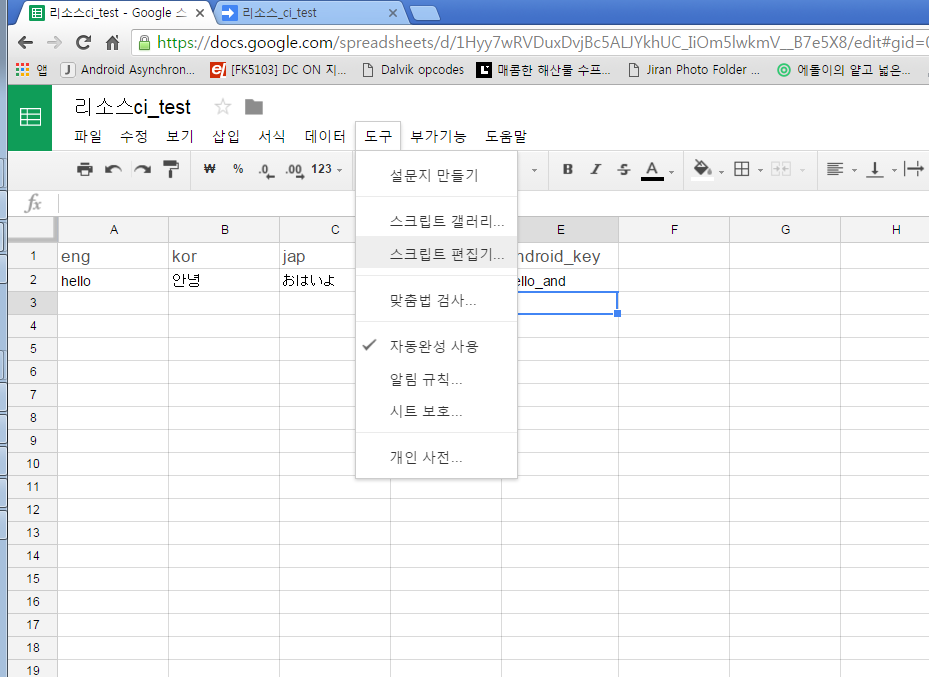 리소스ci_test - Google 스 리소스_ci_test
https://docs.google.com/spreadsheets/d/1Hyy7wRVDuxDvjBc5ALJYkhUC_IiOm5lwkmV__B7e5X8/edit#gid=0
앱 Android Asynchron... [FK5103] DC ON 지... Dalvik opcodes 매콤한 해산물 수프... Jiran Photo Folder ... 에돌이의 얇고 넓은...
리소스ci_test
파일 수정 보기 삽입 서식 데이터 도구 부가기능 도움말
₩ % .0 .00 123 B I S A
fx
A B C E F G H
1 eng kor jap ndroid_key
2 hello 안녕 おはいよ ello_and
3
4
5
6
7
8
9
10
11
12
13
14
15
16
17
18
19
설문지 만들기
스크립트 갤러리...
스크립트 편집기...
맞춤법 검사...
자동완성 사용
알림 규칙...
시트 보호...
개인 사전...